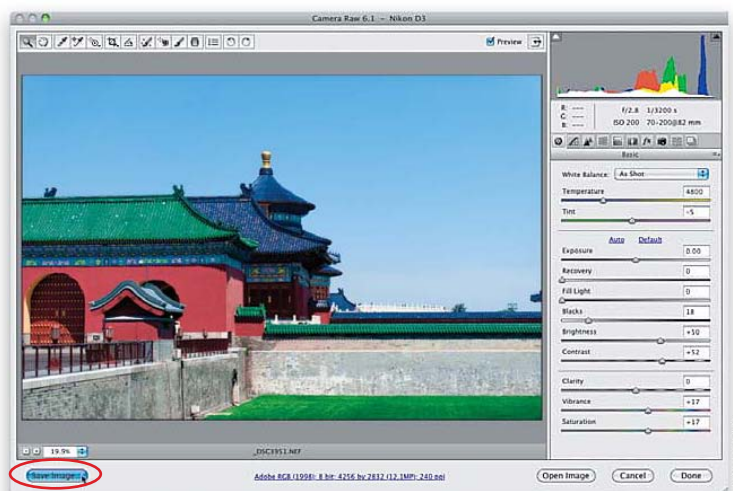 Camera Raw 6.1 – Nikon D3
Preview
R: ---
G: ---
B: ---
f/2.8 1/3200 s
ISO 200 70-200@82 mm
Basic
White Balance: As Shot
Temperature 4800
Tint -5
Auto Default
Exposure 0.00
Recovery 0
Fill Light 0
Blacks 18
Brightness +50
Contrast +52
Clarity 0
Vibrance +17
Saturation +17
19.9%
_DSC3951.NEF
Save Image...
Adobe RGB (1998); 8 bit; 4256 by 2832 (12.1MP); 240 ppi
Open Image
Cancel
Done